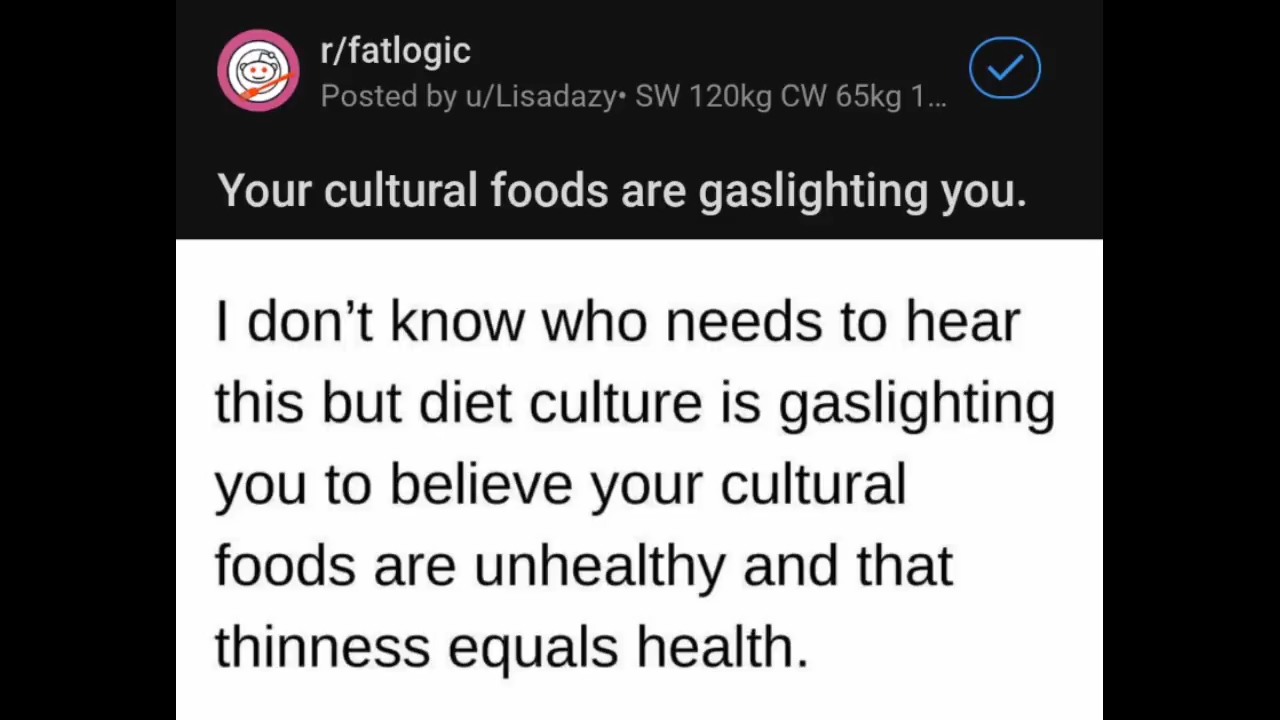 r/fatlogic
Posted by u/Lisadazy• SW 120kg CW 65kg 1...
Your cultural foods are gaslighting you.
I don’t know who needs to hear
this but diet culture is gaslighting
you to believe your cultural
foods are unhealthy and that
thinness equals health.